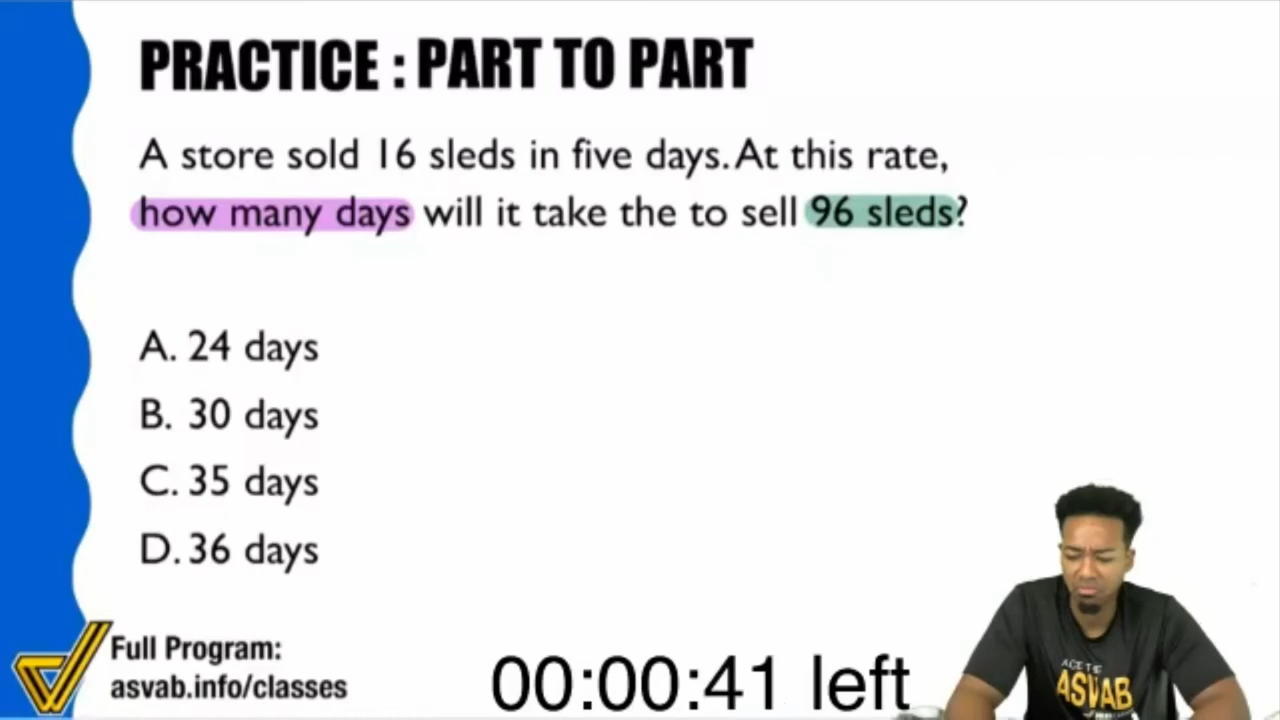 PRACTICE : PART TO PART
A store sold 16 sleds in five days. At this rate,
how many days will it take the to sell 96 sleds?
A. 24 days
B. 30 days
C. 35 days
D. 36 days
Full Program:
asvab.info/classes
00:00:41 left
ACE THE
ASVAB